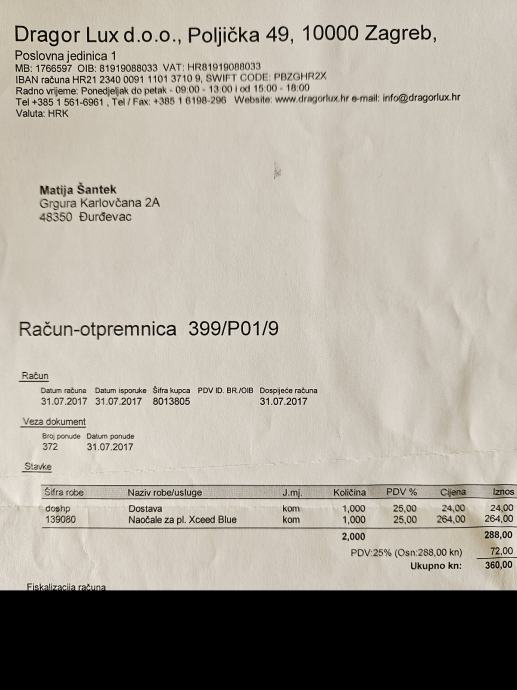 Dragor Lux d.o.o., Poljička 49, 10000 Zagreb,
Poslovna jedinica 1
MB: 1766597 OIB: 81919088033 VAT: HR81919088033
IBAN računa HR21 2340 0091 1101 3710 9, SWIFT CODE: PBZGHR2X
Radno vrijeme: Ponedjeljak do petak - 09:00 - 13:00 i od 15:00 - 18:00
Tel +385 1 561-6961 , Tel / Fax: +385 1 6198-296 Website: www.dragorlux.hr e-mail: info@dragorlux.hr
Valuta: HRK
Matija Šantek
Grgura Karlovčana 2A
48350 Đurđevac
Račun-otpremnica 399/P01/9
Račun
Datum računa Datum isporuke Šifra kupca PDV ID. BR./OIB Dospijeće računa
31.07.2017 31.07.2017 8013805 31.07.2017
Veza dokument
Broj ponude Datum ponude
372 31.07.2017
Stavke
Šifra robe Naziv robe/usluge J.mj. Količina PDV % Cijena Iznos
doshp Dostava kom 1,000 25,00 24,00 24,00
139080 Naočale za pl. Xceed Blue kom 1,000 25,00 264,00 264,00
2,000 288,00
PDV:25% (Osn:288,00 kn) 72,00
Ukupno kn: 360,00
Fiskalizacija računa